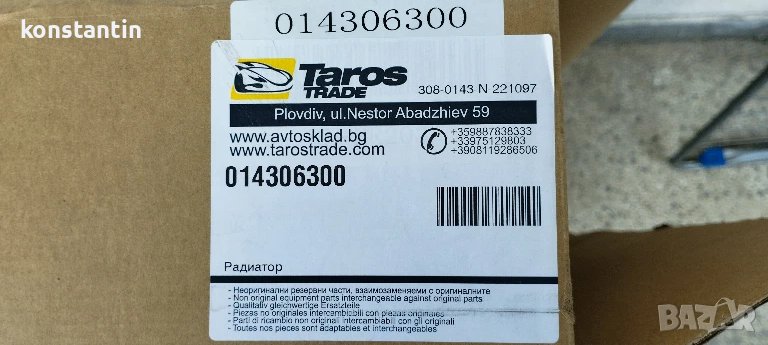 014306300
konstantin
Taros
TRADE
308-0143 N 221097
Plovdiv, ul.Nestor Abadzhiev 59
www.avtosklad.bg
www.tarostrade.com
+359887838333
+33975129803
+3908119286506
014306300
Радиатор
- Неоригинални резервни части, взаимозаменяеми с оригиналните
- Non original equipment parts interchangeable against original parts
- Qualitativ gleichwertige Ersatzteile
- Piezas no originales intercambiables con piezas originales
- Parti di ricambio non originali intercambiabili con gli originali
- Toutes nos pieces sont adaptables et interchangeables
BAZAR